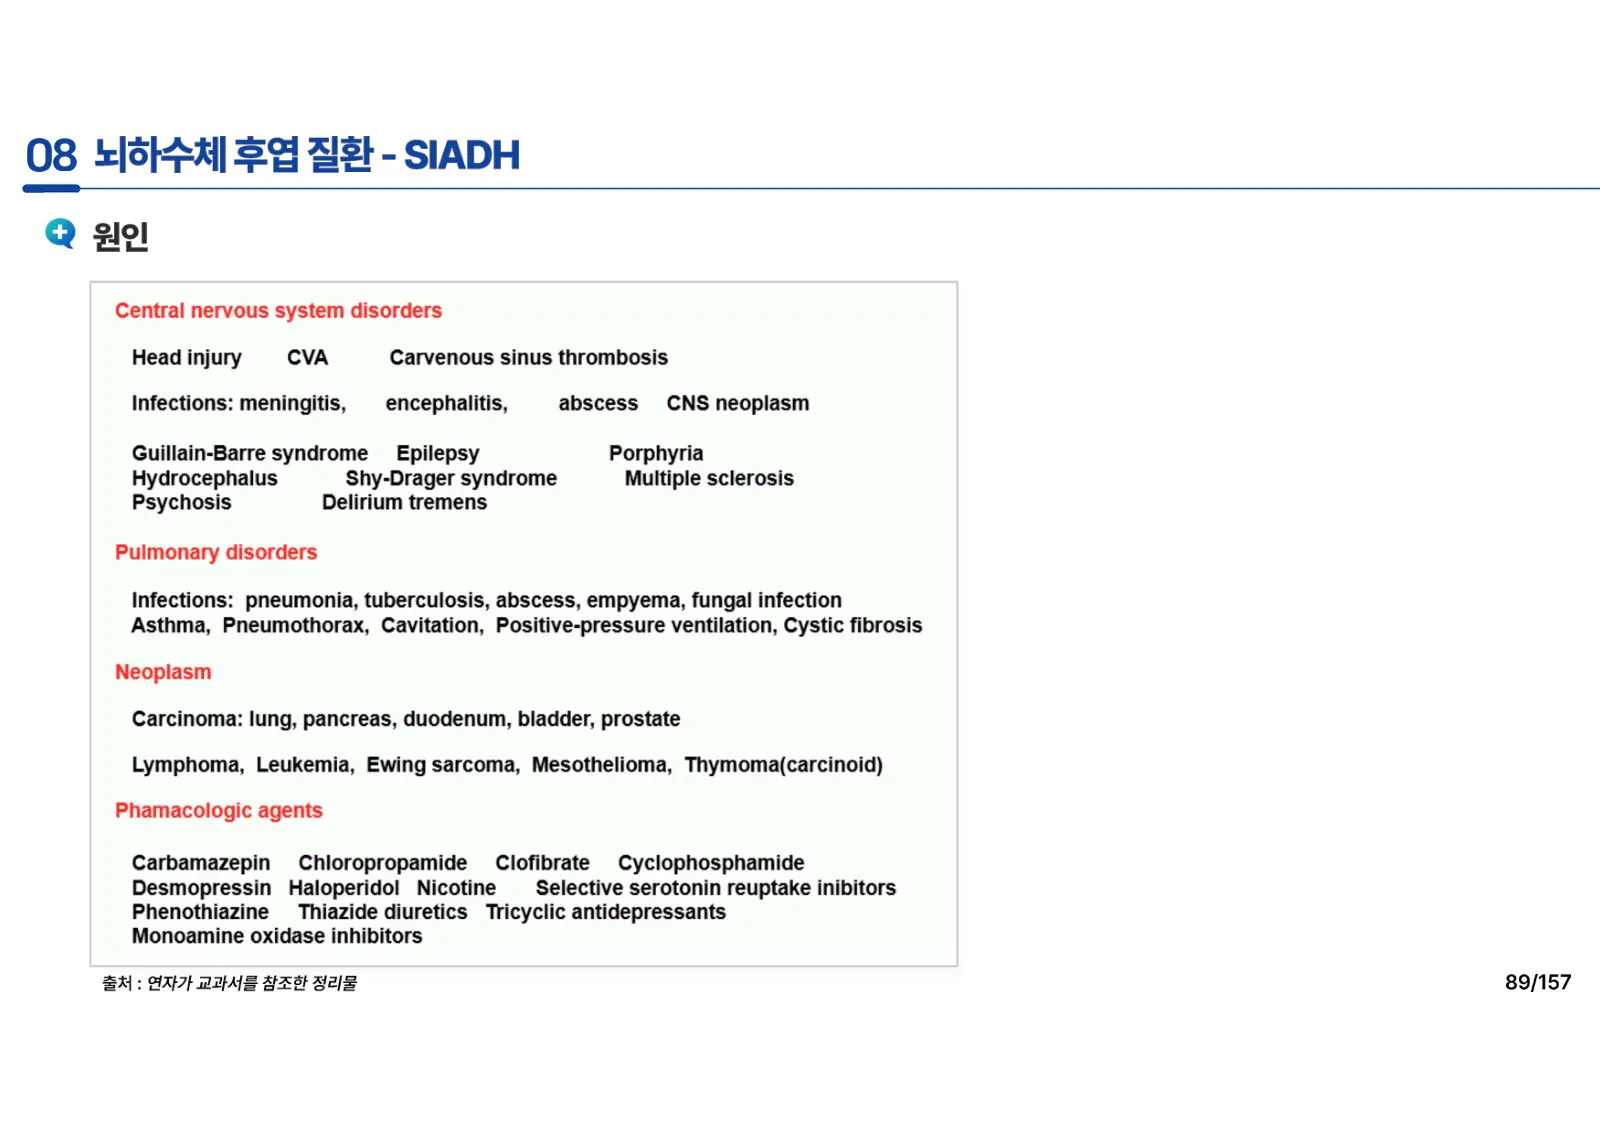 08 뇌하수체 후엽 질환 - SIADH
원인
Central nervous system disorders
Head injury CVA Carvenous sinus thrombosis
Infections: meningitis, encephalitis, abscess CNS neoplasm
Guillain-Barre syndrome Epilepsy Porphyria
Hydrocephalus Shy-Drager syndrome Multiple sclerosis
Psychosis Delirium tremens
Pulmonary disorders
Infections: pneumonia, tuberculosis, abscess, empyema, fungal infection
Asthma, Pneumothorax, Cavitation, Positive-pressure ventilation, Cystic fibrosis
Neoplasm
Carcinoma: lung, pancreas, duodenum, bladder, prostate
Lymphoma, Leukemia, Ewing sarcoma, Mesothelioma, Thymoma(carcinoid)
Phamacologic agents
Carbamazepin Chloropropamide Clofibrate Cyclophosphamide
Desmopressin Haloperidol Nicotine Selective serotonin reuptake inibitors
Phenothiazine Thiazide diuretics Tricyclic antidepressants
Monoamine oxidase inhibitors
출처 : 연자가 교과서를 참조한 정리물
89/157